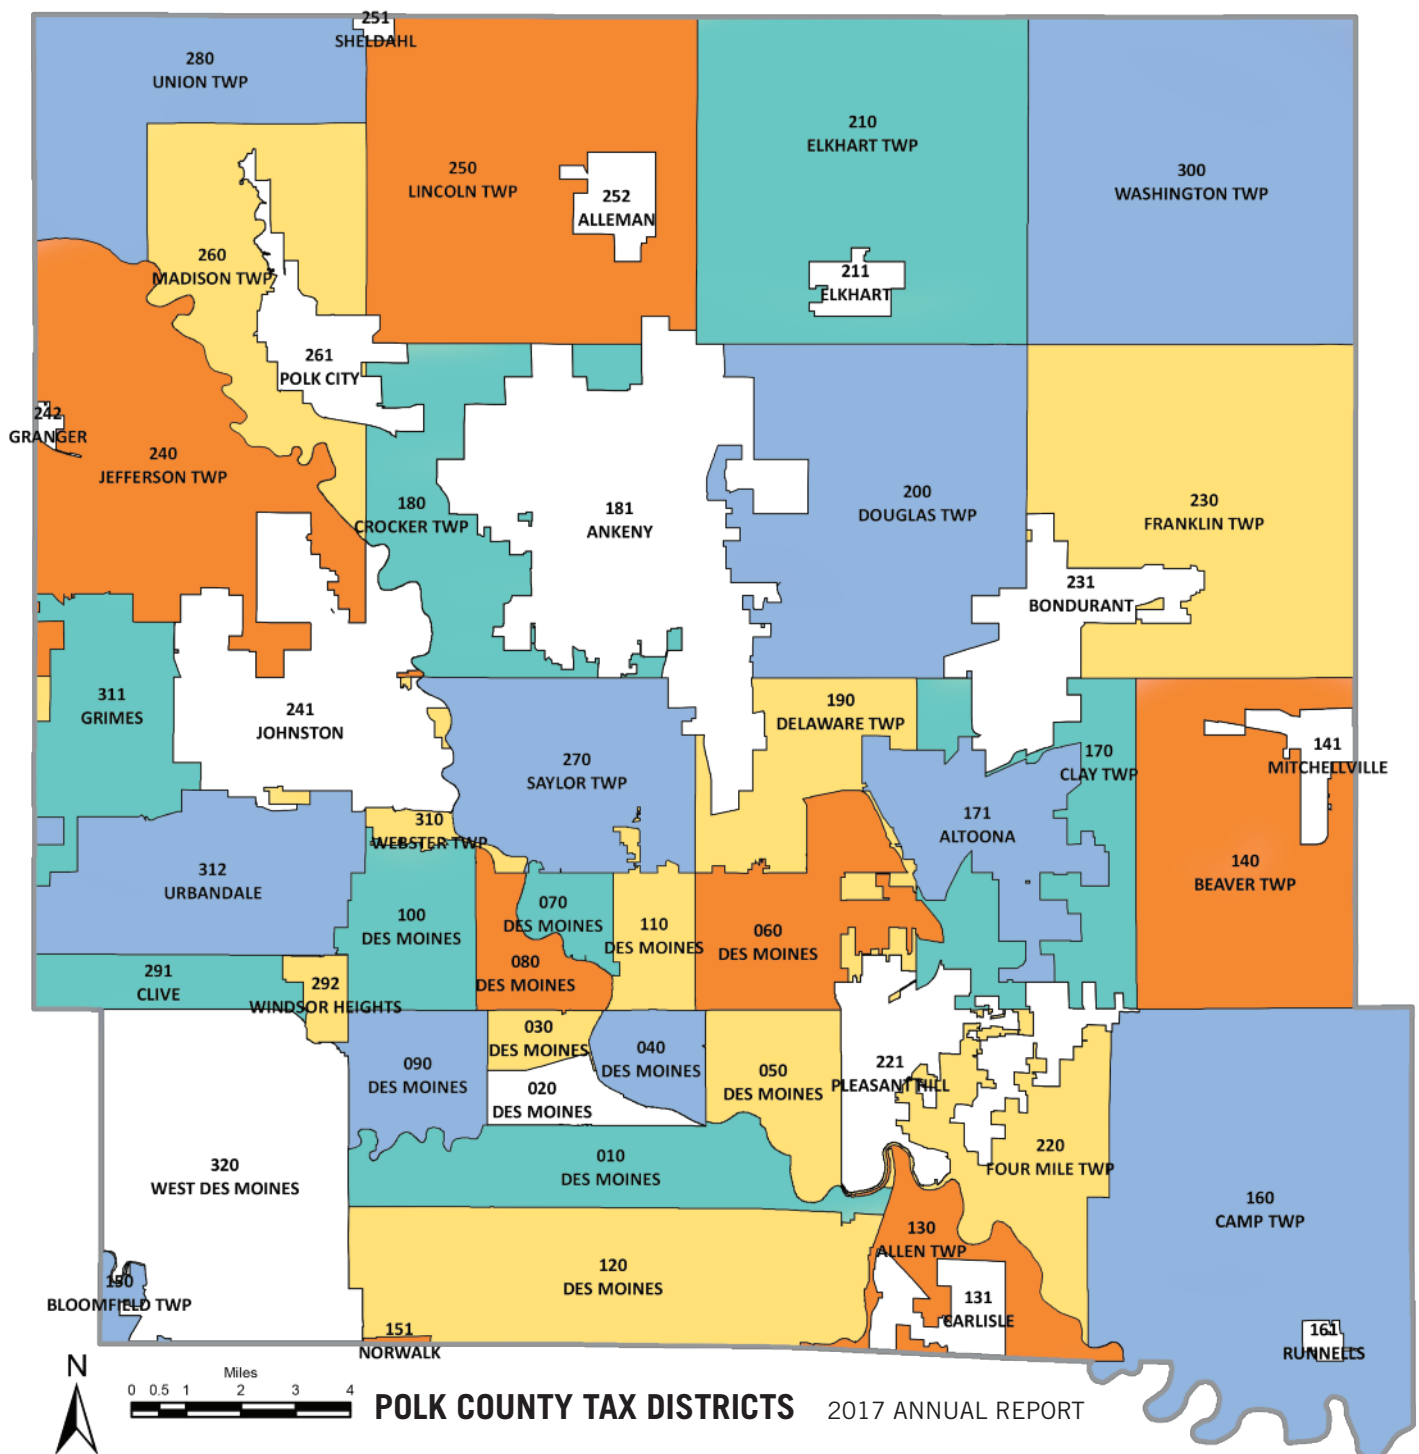 251
SHELDAHL
280
UNION TWP
210
ELKHART TWP
250
LINCOLN TWP
300
WASHINGTON TWP
252
ALLEMAN
260
MADISON TWP
211
ELKHART
261
POLK CITY
242
GRANGER
240
JEFFERSON TWP
180
CROCKER TWP
181
ANKENY
200
DOUGLAS TWP
230
FRANKLIN TWP
231
BONDURANT
311
GRIMES
241
JOHNSTON
190
DELAWARE TWP
270
SAYLOR TWP
170
CLAY TWP
141
MITCHELLVILLE
310
WEBSTER TWP
171
ALTOONA
312
URBANDALE
140
BEAVER TWP
100
DES MOINES
070
DES MOINES
110
DES MOINES
060
DES MOINES
080
DES MOINES
291
CLIVE
292
WINDSOR HEIGHTS
030
DES MOINES
040
DES MOINES
090
DES MOINES
050
DES MOINES
221
PLEASANT HILL
020
DES MOINES
220
FOUR MILE TWP
010
DES MOINES
320
WEST DES MOINES
160
CAMP TWP
130
ALLEN TWP
120
DES MOINES
150
BLOOMFIELD TWP
131
CARLISLE
151
NORWALK
161
RUNNELLS
N
Miles
0 0.5 1 2 3 4
POLK COUNTY TAX DISTRICTS 2017 ANNUAL REPORT